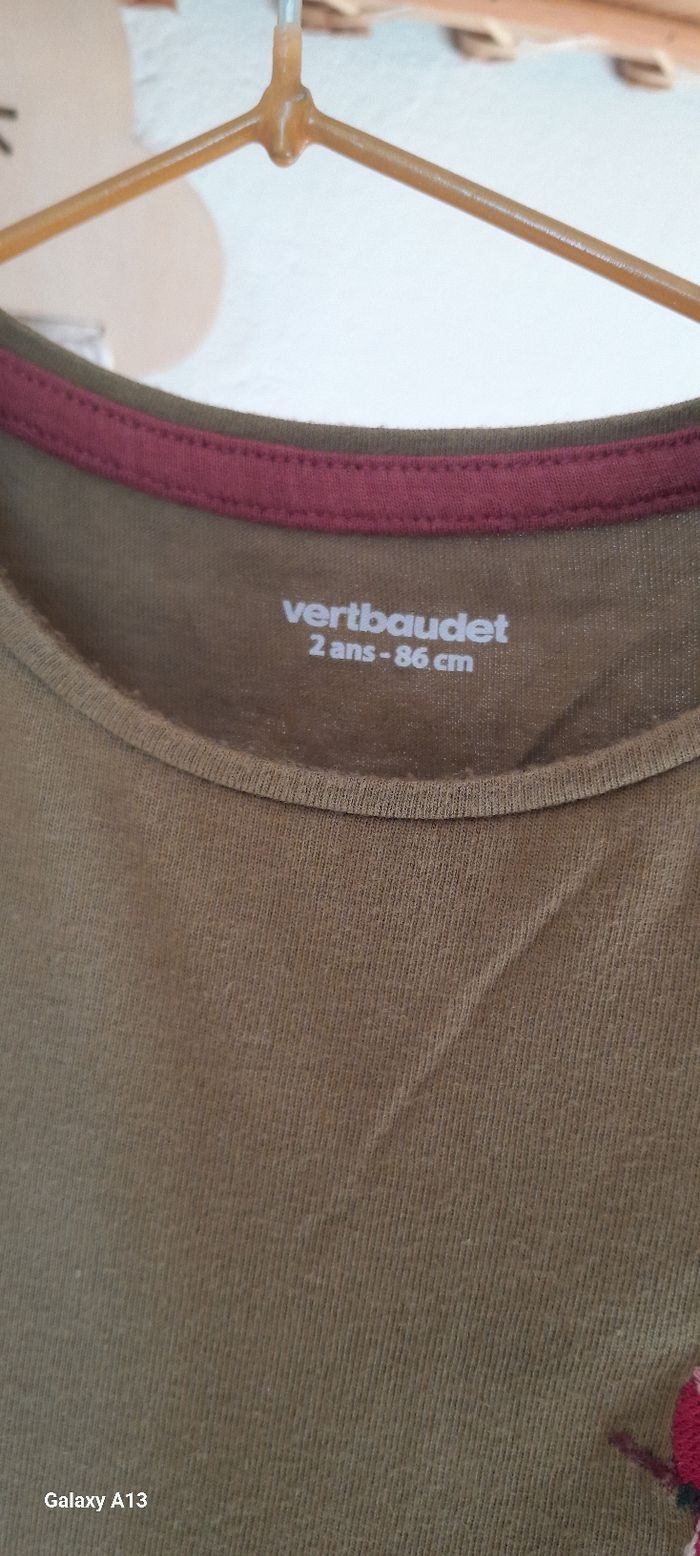 vertbaudet
2 ans - 86 cm
Galaxy A13